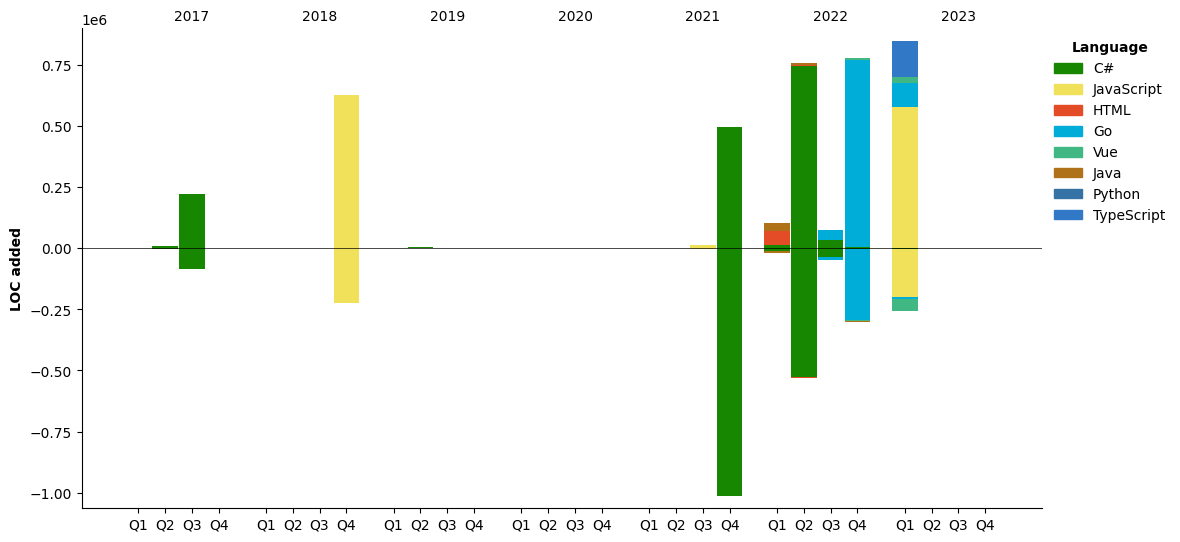 1e6
2017 2018 2019 2020 2021 2022 2023
LOC added
0.75
0.50
0.25
0.00
−0.25
−0.50
−0.75
−1.00
Q1 Q2 Q3 Q4 Q1 Q2 Q3 Q4 Q1 Q2 Q3 Q4 Q1 Q2 Q3 Q4 Q1 Q2 Q3 Q4 Q1 Q2 Q3 Q4 Q1 Q2 Q3 Q4
Language
C#
JavaScript
HTML
Go
Vue
Java
Python
TypeScript